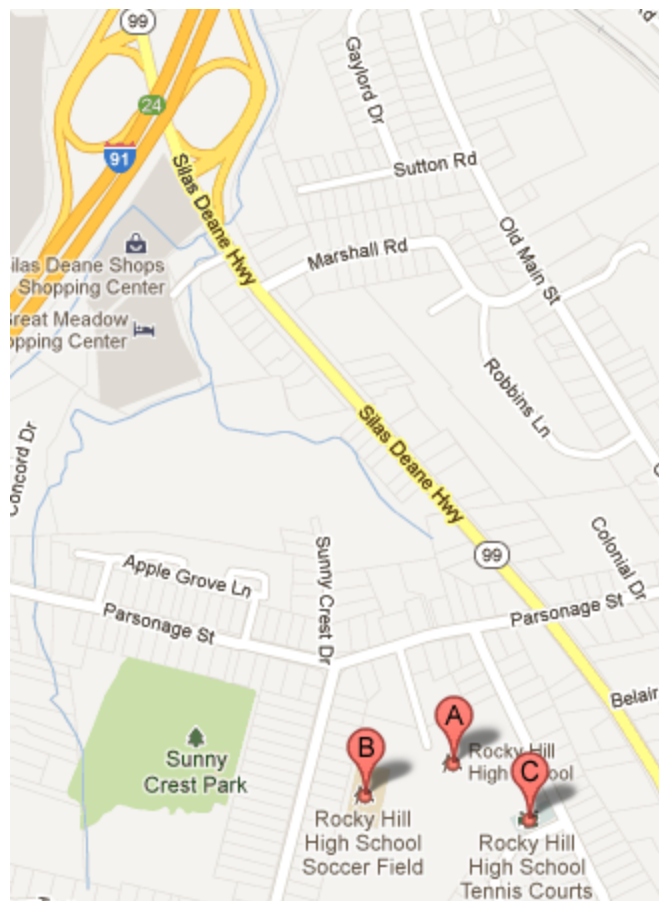 99
Gaylord Dr
24
91
Sutton Rd
Silas Deane Hwy
Old Main St
Marshall Rd
ilas Deane Shops
Shopping Center
Great Meadow
opping Center
Robbins Ln
Silas Deane Hwy
Concord Dr
99
Colonial Dr
Sunny Crest Dr
Apple Grove Ln
Parsonage St
Parsonage St
Belair
A
B
C
Rocky Hill
High School
Sunny
Crest Park
Rocky Hill
High School
Soccer Field
Rocky Hill
High School
Tennis Courts